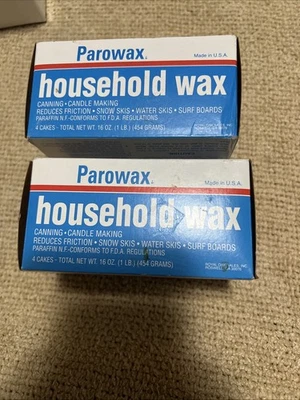 Parowax®
Made in U.S.A.
household wax
CANNING • CANDLE MAKING
REDUCES FRICTION • SNOW SKIS • WATER SKIS • SURF BOARDS
PARAFFIN N.F.-CONFORMS TO F.D.A. REGULATIONS
4 CAKES - TOTAL NET WT. 16 OZ. (1 LB.) (454 GRAMS)
Parowax®
Made in U.S.A.
household wax
CANNING • CANDLE MAKING
REDUCES FRICTION • SNOW SKIS • WATER SKIS • SURF BOARDS
PARAFFIN N.F.-CONFORMS TO F.D.A. REGULATIONS
4 CAKES - TOTAL NET WT. 16 OZ. (1 LB.) (454 GRAMS)